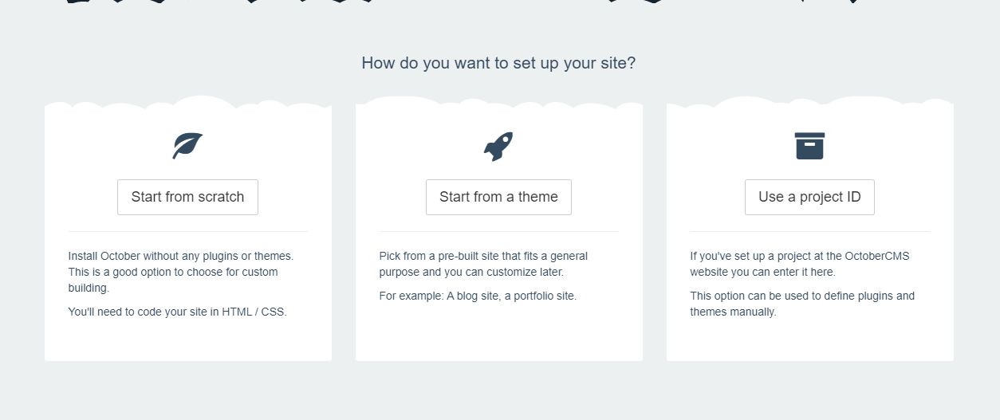 How do you want to set up your site?
Start from scratch
Install October without any plugins or themes.
This is a good option to choose for custom
building.
You'll need to code your site in HTML / CSS.
Start from a theme
Pick from a pre-built site that fits a general
purpose and you can customize later.
For example: A blog site, a portfolio site.
Use a project ID
If you've set up a project at the OctoberCMS
website you can enter it here.
This option can be used to define plugins and
themes manually.